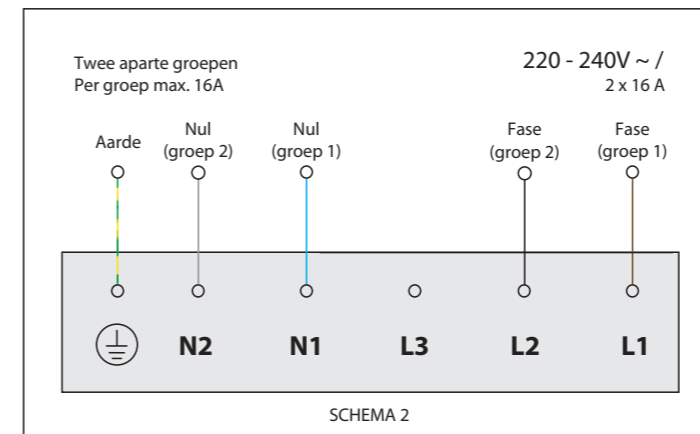 Twee aparte groepen
Per groep max. 16A
220 - 240V ~ /
2 x 16 A
Aarde
Nul
(groep 2)
Nul
(groep 1)
Fase
(groep 2)
Fase
(groep 1)
N2 N1 L3 L2 L1
SCHEMA 2